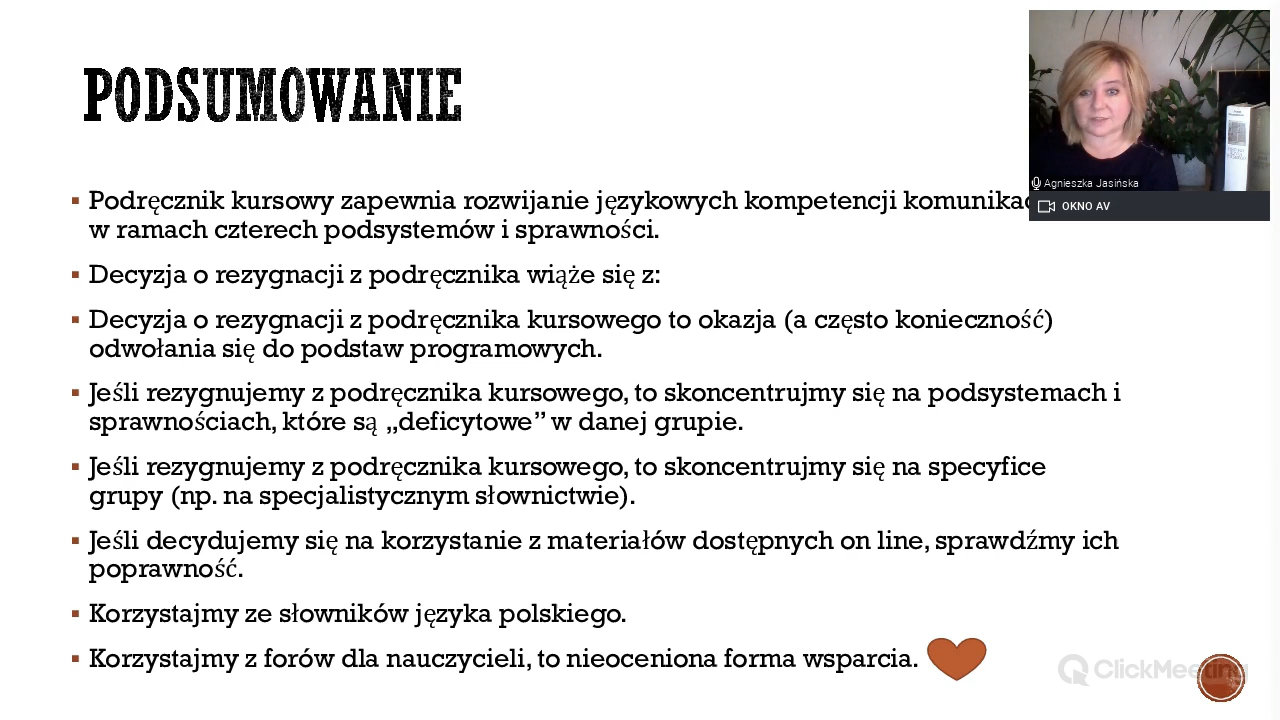 PODSUMOWANIE
Podręcznik kursowy zapewnia rozwijanie językowych kompetencji
w ramach czterech podsystemów i sprawności.
Decyzja o rezygnacji z podręcznika wiąże się z:
Decyzja o rezygnacji z podręcznika kursowego to okazja (a często konieczność)
odwołania się do podstaw programowych.
Jeśli rezygnujemy z podręcznika kursowego, to skoncentrujmy się na podsystemach i
sprawnościach, które są „deficytowe” w danej grupie.
Jeśli rezygnujemy z podręcznika kursowego, to skoncentrujmy się na specyfice
grupy (np. na specjalistycznym słownictwie).
Jeśli decydujemy się na korzystanie z materiałów dostępnych on line, sprawdźmy ich
poprawność.
Korzystajmy ze słowników języka polskiego.
Korzystajmy z forów dla nauczycieli, to nieoceniona forma wsparcia.
Agnieszka Jasińska
OKNO AV
ClickMeeting